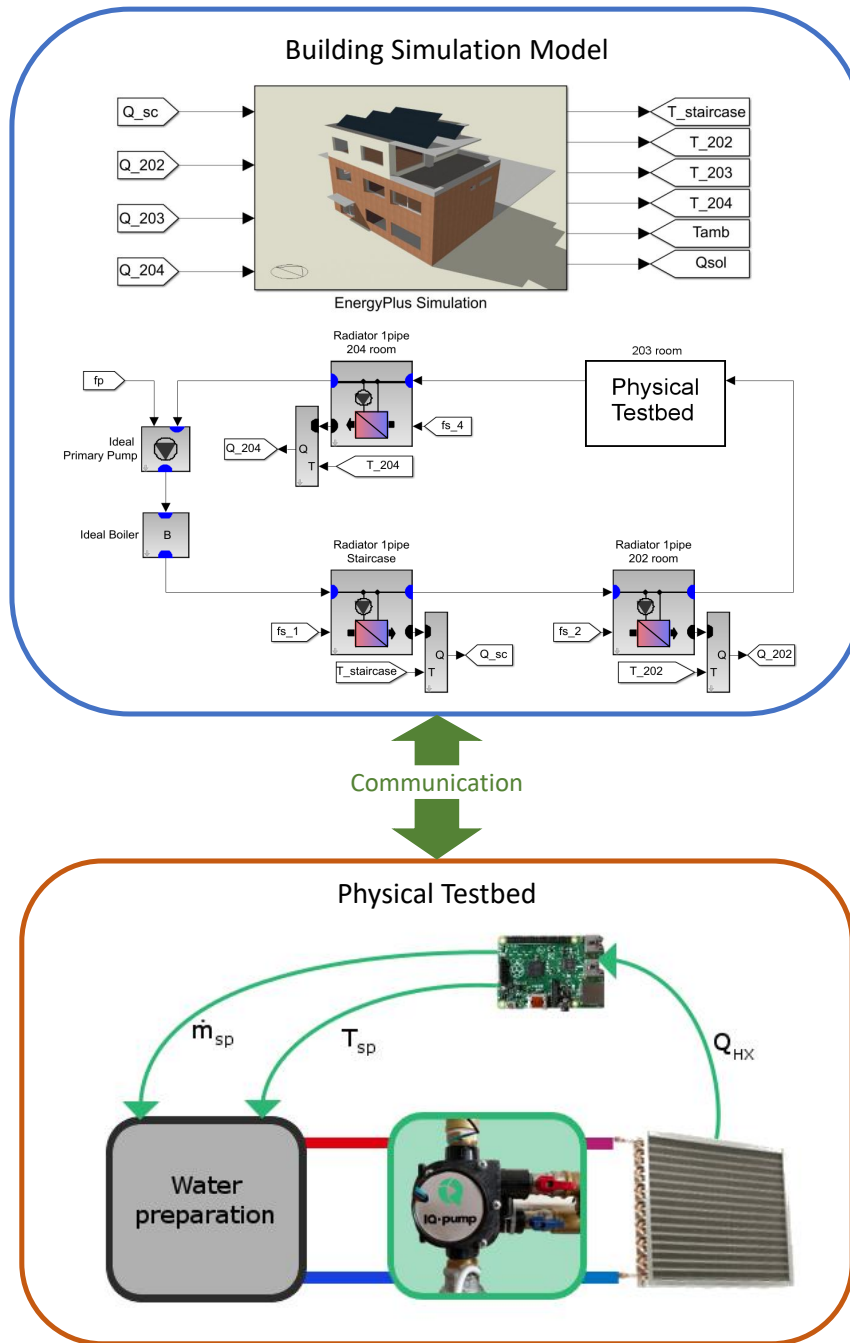 Building Simulation Model
Q_sc
Q_202
Q_203
Q_204
T_staircase
T_202
T_203
T_204
Tamb
Qsol
EnergyPlus Simulation
Radiator 1pipe
204 room
203 room
Physical
Testbed
fp
fs_4
Ideal
Primary Pump
Q_204
Q
T
T_204
Ideal Boiler
B
Radiator 1pipe
Staircase
Radiator 1pipe
202 room
fs_1
Q
T
Q_sc
T_staircase
fs_2
Q
T
Q_202
T_202
Communication
Physical Testbed
ṁsp
Tsp
QHX
Water
preparation
iQ-pump